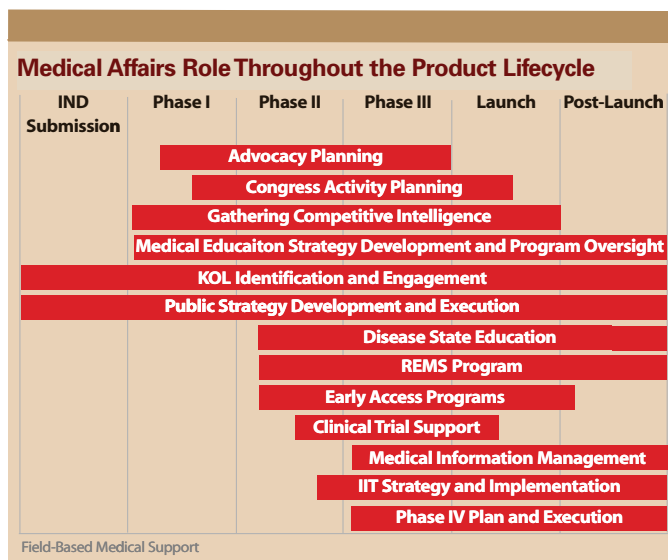 Medical Affairs Role Throughout the Product Lifecycle
IND Phase I Phase II Phase III Launch Post-Launch
Submission
Advocacy Planning
Congress Activity Planning
Gathering Competitive Intelligence
Medical Educaiton Strategy Development and Program Oversight
KOL Identification and Engagement
Public Strategy Development and Execution
Disease State Education
REMS Program
Early Access Programs
Clinical Trial Support
Medical Information Management
IIT Strategy and Implementation
Phase IV Plan and Execution
Field-Based Medical Support